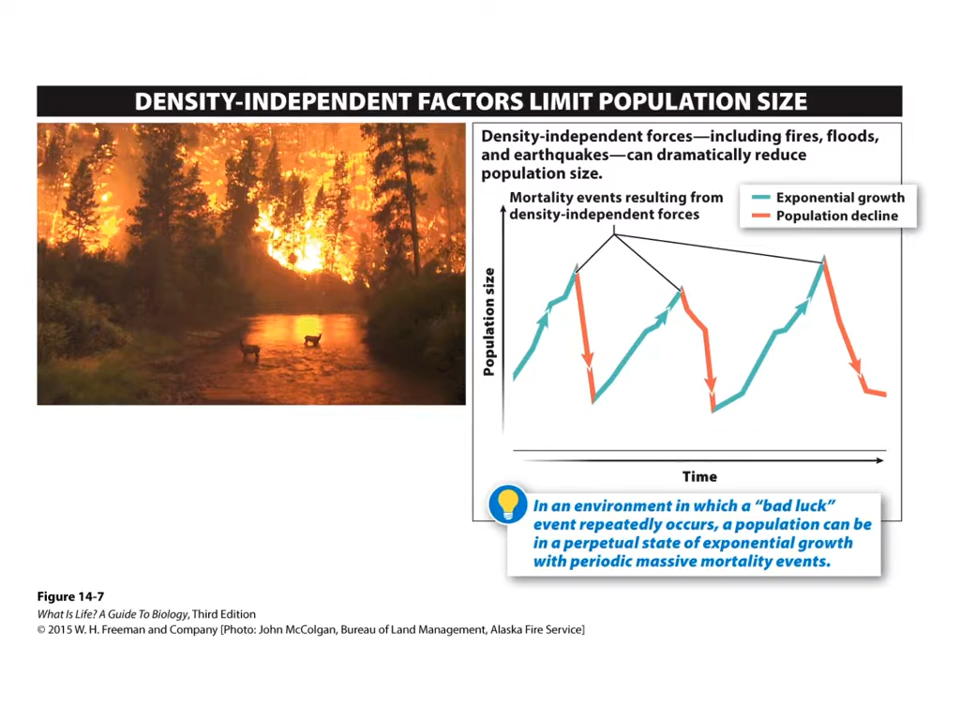 DENSITY-INDEPENDENT FACTORS LIMIT POPULATION SIZE
Density-independent forces—including fires, floods,
and earthquakes—can dramatically reduce
population size.
Mortality events resulting from
density-independent forces
Exponential growth
Population decline
Population size
Time
In an environment in which a “bad luck”
event repeatedly occurs, a population can be
in a perpetual state of exponential growth
with periodic massive mortality events.
Figure 14-7
What Is Life? A Guide To Biology, Third Edition
© 2015 W. H. Freeman and Company [Photo: John McColgan, Bureau of Land Management, Alaska Fire Service]